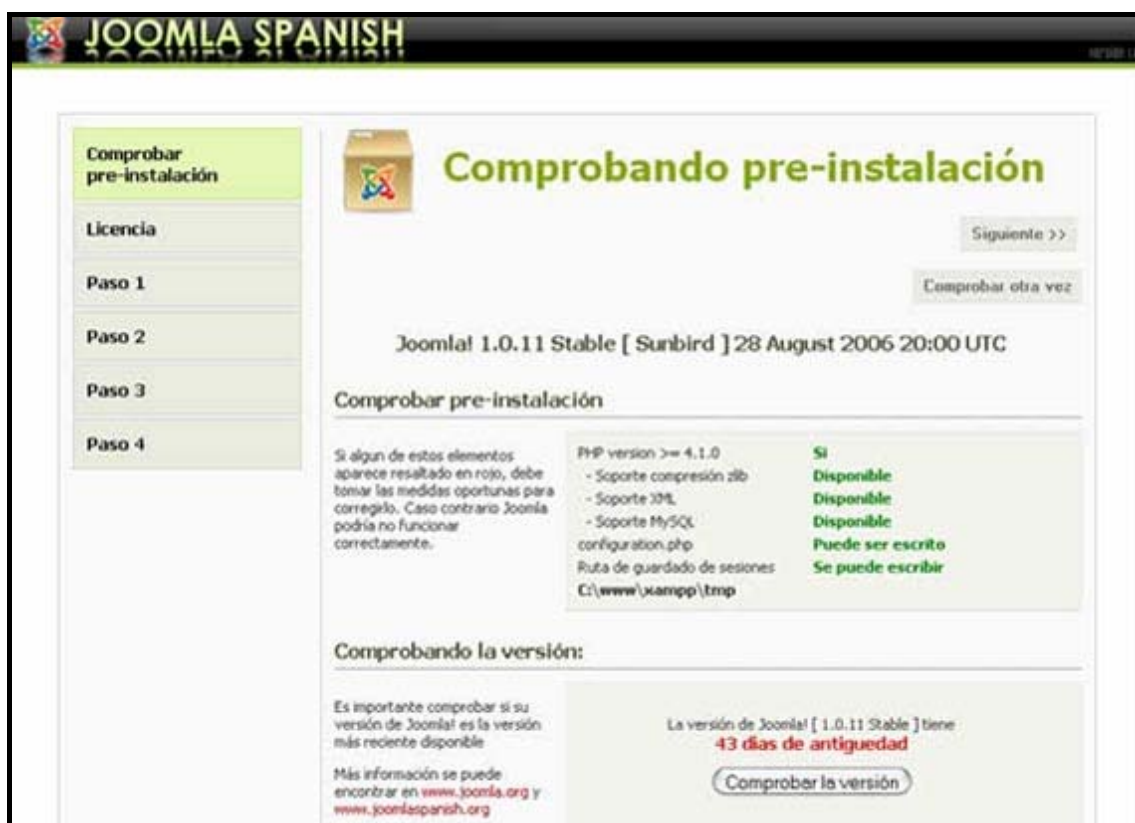 JOOMLA SPANISH
Comprobar
pre-instalación
Licencia
Paso 1
Paso 2
Paso 3
Paso 4
Comprobando pre-instalación
Siguiente >>
Comprobar otra vez
Joomla! 1.0.11 Stable [ Sunbird ] 28 August 2006 20:00 UTC
Comprobar pre-instalación
Si algun de estos elementos
aparece resaltado en rojo, debe
tomar las medidas oportunas para
corregirlo. Caso contrario Joomla
podría no funcionar
correctamente.
PHP version >= 4.1.0 Si
- Soporte compresión zlib Disponible
- Soporte XML Disponible
- Soporte MySQL Disponible
configuration.php Puede ser escrito
Ruta de guardado de sesiones Se puede escribir
C:\www\xampp\tmp
Comprobando la versión:
Es importante comprobar si su
versión de Joomla! es la versión
más reciente disponible
Más información se puede
encontrar en www.joomla.org y
www.joomlaspanish.org
La versión de Joomla! [ 1.0.11 Stable ] tiene
43 dias de antiguedad
Comprobar la versión